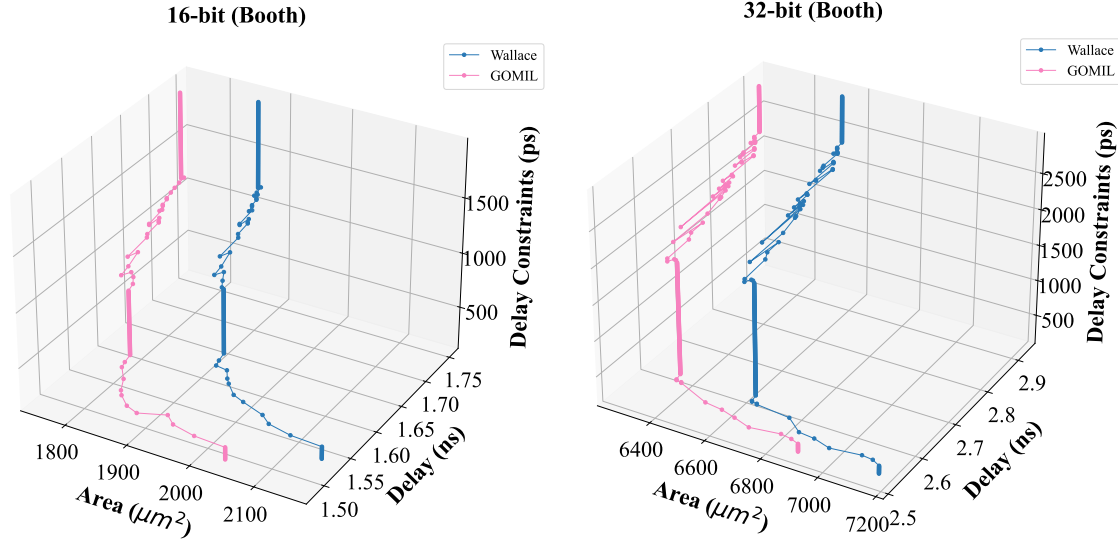 16-bit (Booth)
Wallace
GOMIL
1500
1000
500
Delay Constraints (ps)
1.75
1.70
1.65
1.60
1.55
1.50
Delay (ns)
1800
1900
2000
2100
Area (μm²)
32-bit (Booth)
Wallace
GOMIL
2500
2000
1500
1000
500
Delay Constraints (ps)
2.9
2.8
2.7
2.6
2.5
Delay (ns)
6400
6600
6800
7000
7200
Area (μm²)